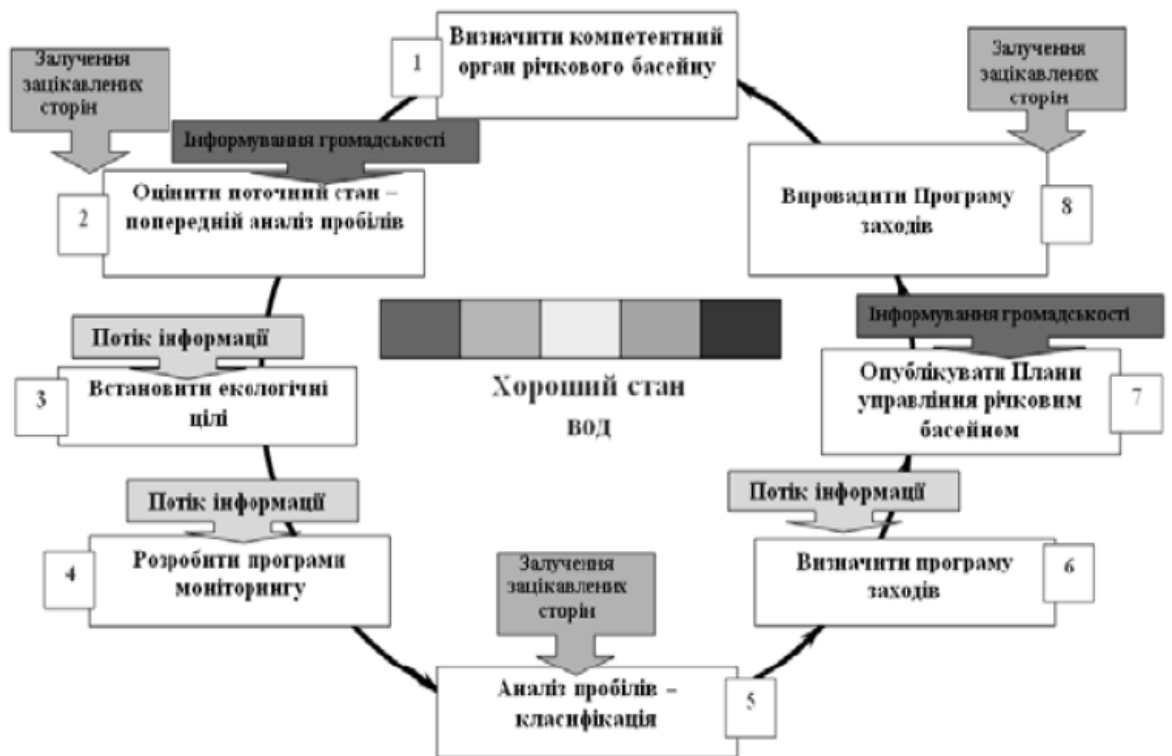 Визначити компетентний
орган річкового басейну
1
Залучення
зацікавлених
сторін
Інформування громадськості
Оцінити поточний стан –
попередній аналіз пробілів
2
Потік інформації
Встановити екологічні
цілі
3
Потік інформації
Розробити програми
моніторингу
4
Залучення
зацікавлених
сторін
Аналіз пробілів –
класифікація
5
Потік інформації
Визначити програму
заходів
6
Інформування громадськості
Опублікувати Плани
управління річковим
басейном
7
Залучення
зацікавлених
сторін
Впровадити Програму
заходів
8
Хороший стан
вод